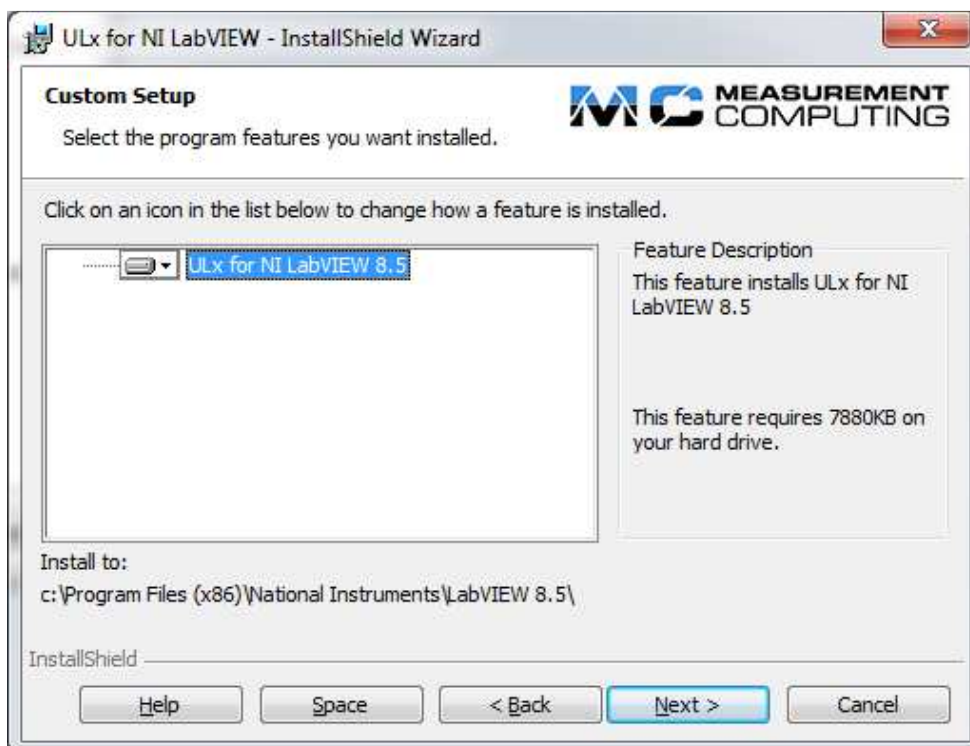 ULx for NI LabVIEW - InstallShield Wizard
Custom Setup
Select the program features you want installed.
MC MEASUREMENT
COMPUTING
Click on an icon in the list below to change how a feature is installed.
ULx for NI LabVIEW 8.5
Feature Description
This feature installs ULx for NI
LabVIEW 8.5
This feature requires 7880KB on
your hard drive.
Install to:
c:\Program Files (x86)\National Instruments\LabVIEW 8.5\
InstallShield
Help Space < Back Next > Cancel